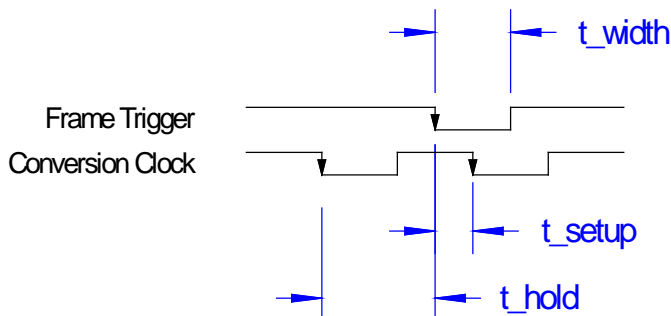 t_width
Frame Trigger
Conversion Clock
t_setup
t_hold